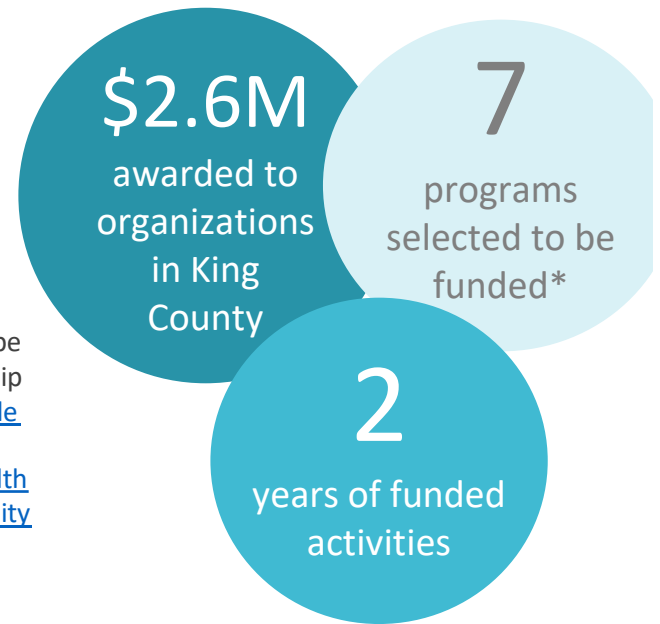 $2.6M
awarded to
organizations
in King
County
7
programs
selected to be
funded*
2
years of funded
activities